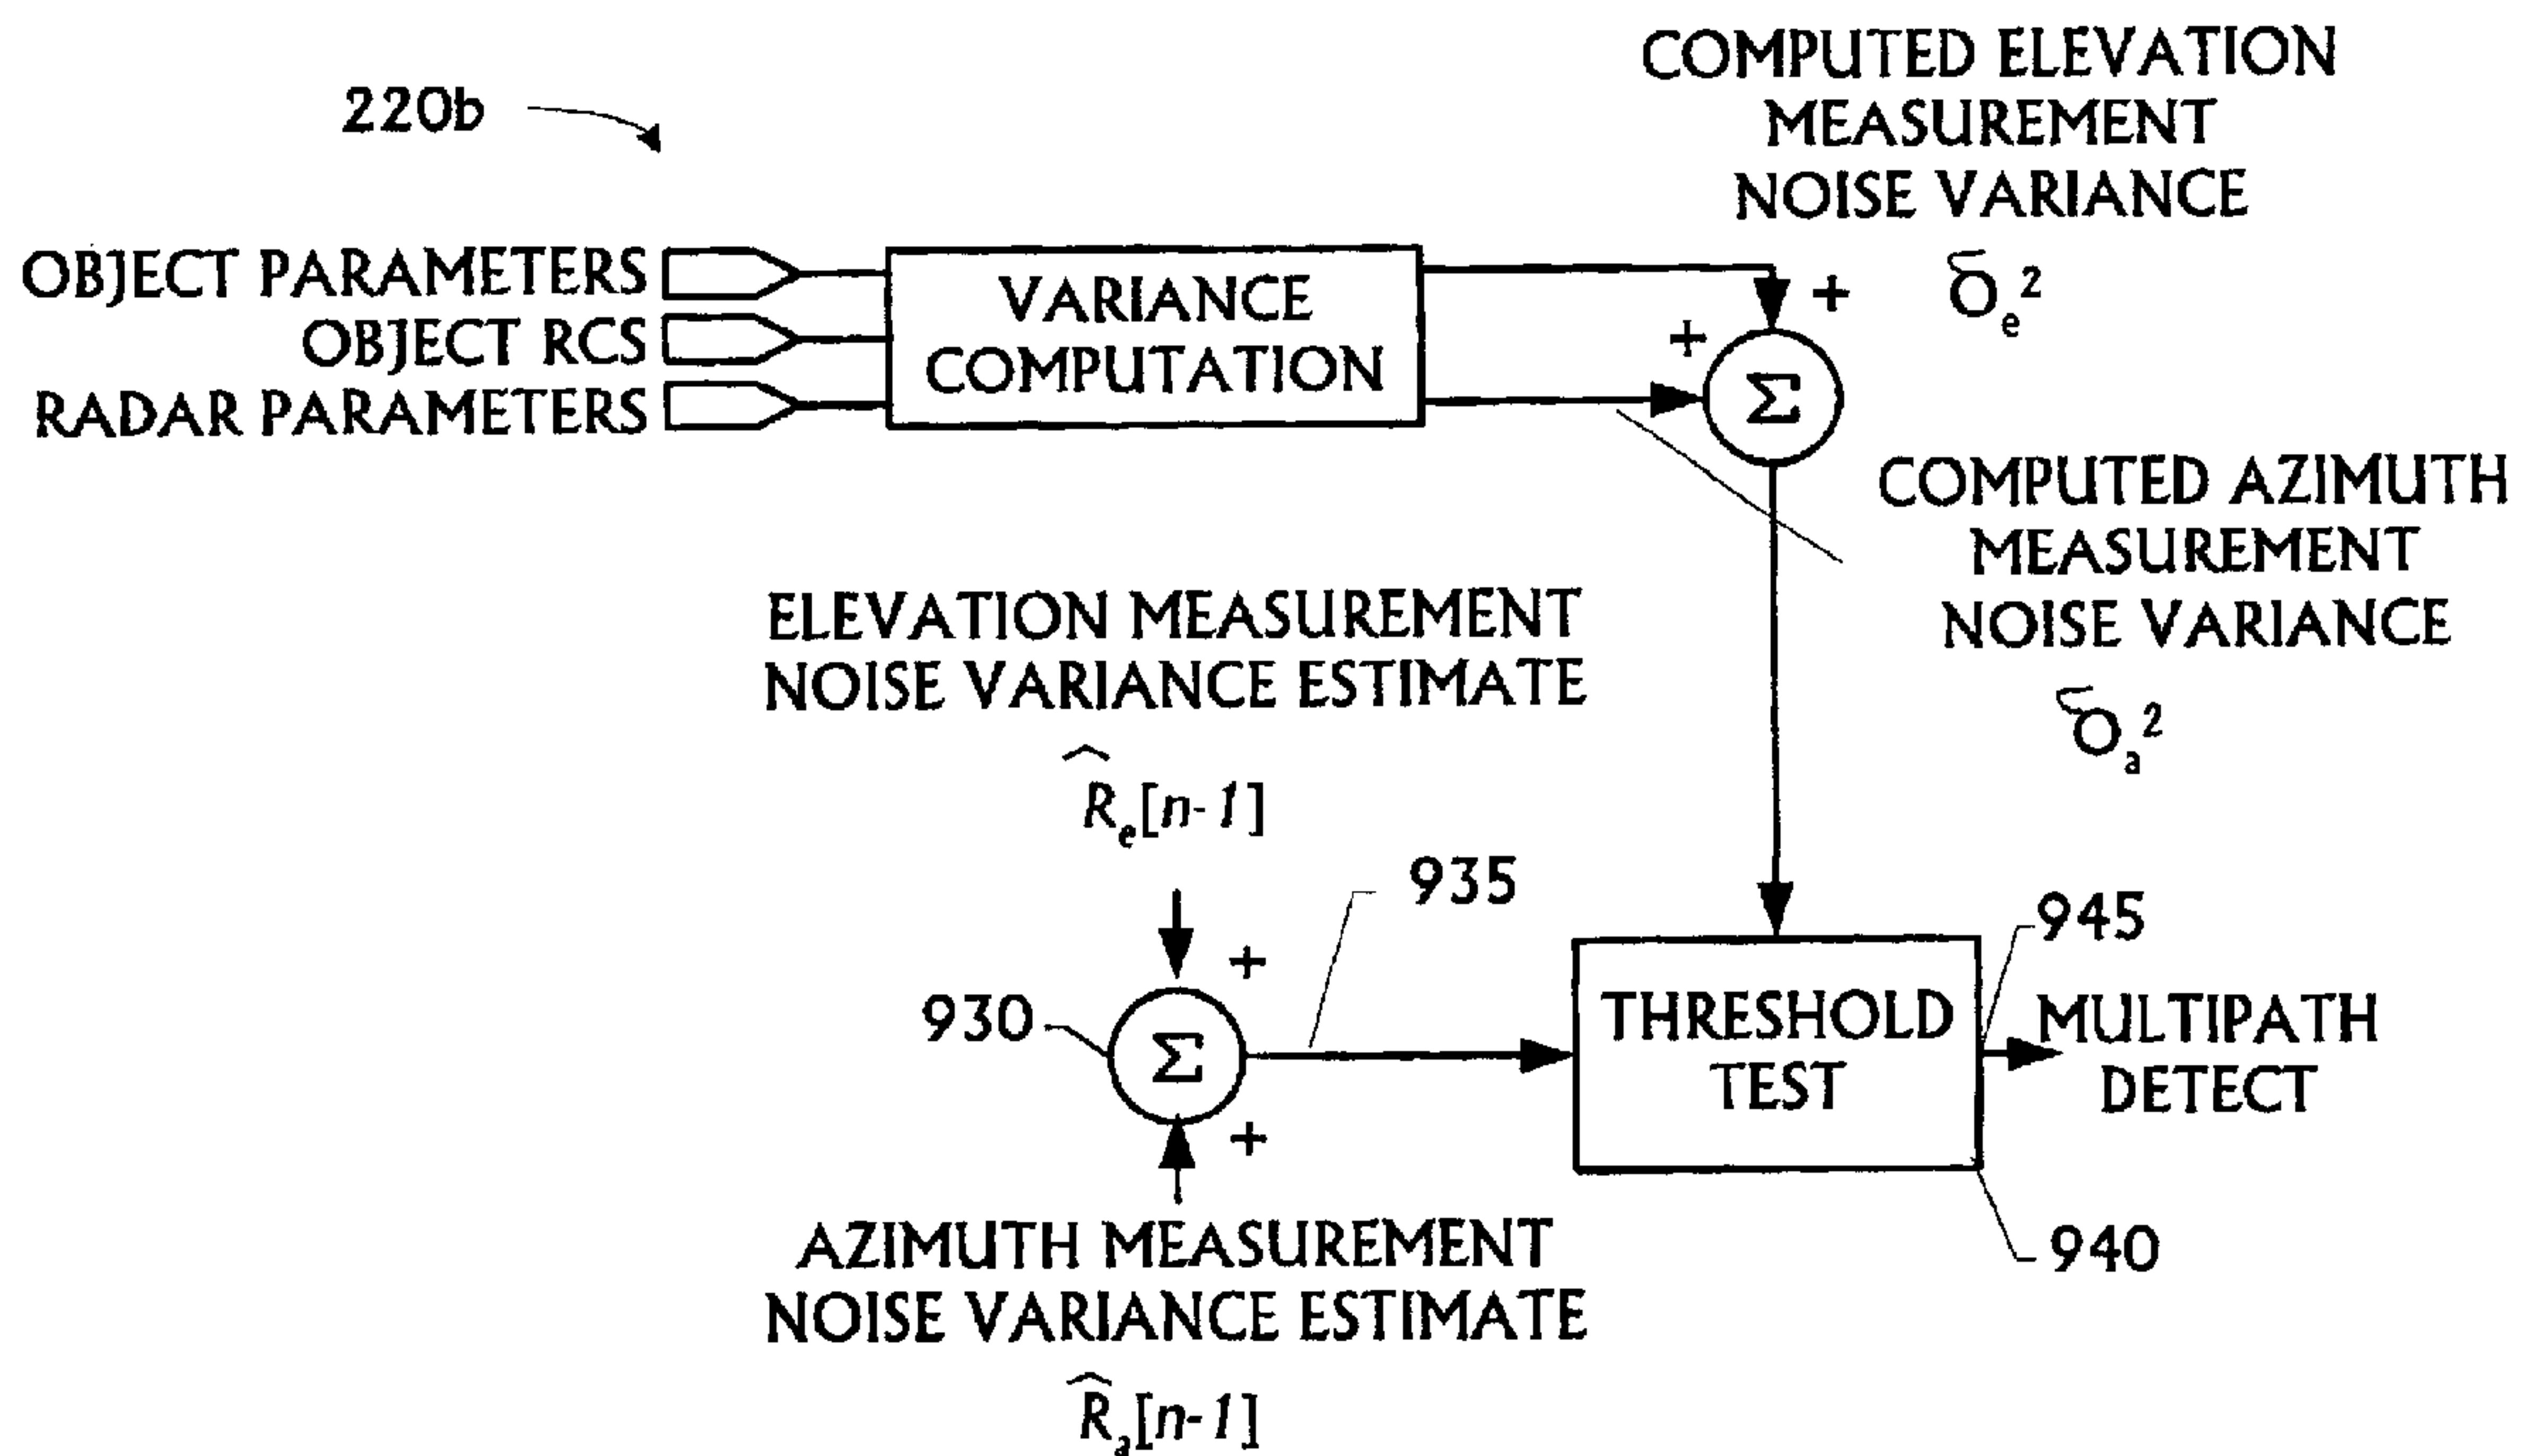 220b
COMPUTED ELEVATION
MEASUREMENT
NOISE VARIANCE
σ̄e²
OBJECT PARAMETERS
OBJECT RCS
RADAR PARAMETERS
VARIANCE
COMPUTATION
+
+
Σ
COMPUTED AZIMUTH
MEASUREMENT
NOISE VARIANCE
σ̄a²
ELEVATION MEASUREMENT
NOISE VARIANCE ESTIMATE
R̂e[n-1]
935
930
+
Σ
+
THRESHOLD
TEST
945
MULTIPATH
DETECT
940
AZIMUTH MEASUREMENT
NOISE VARIANCE ESTIMATE
R̂a[n-1]